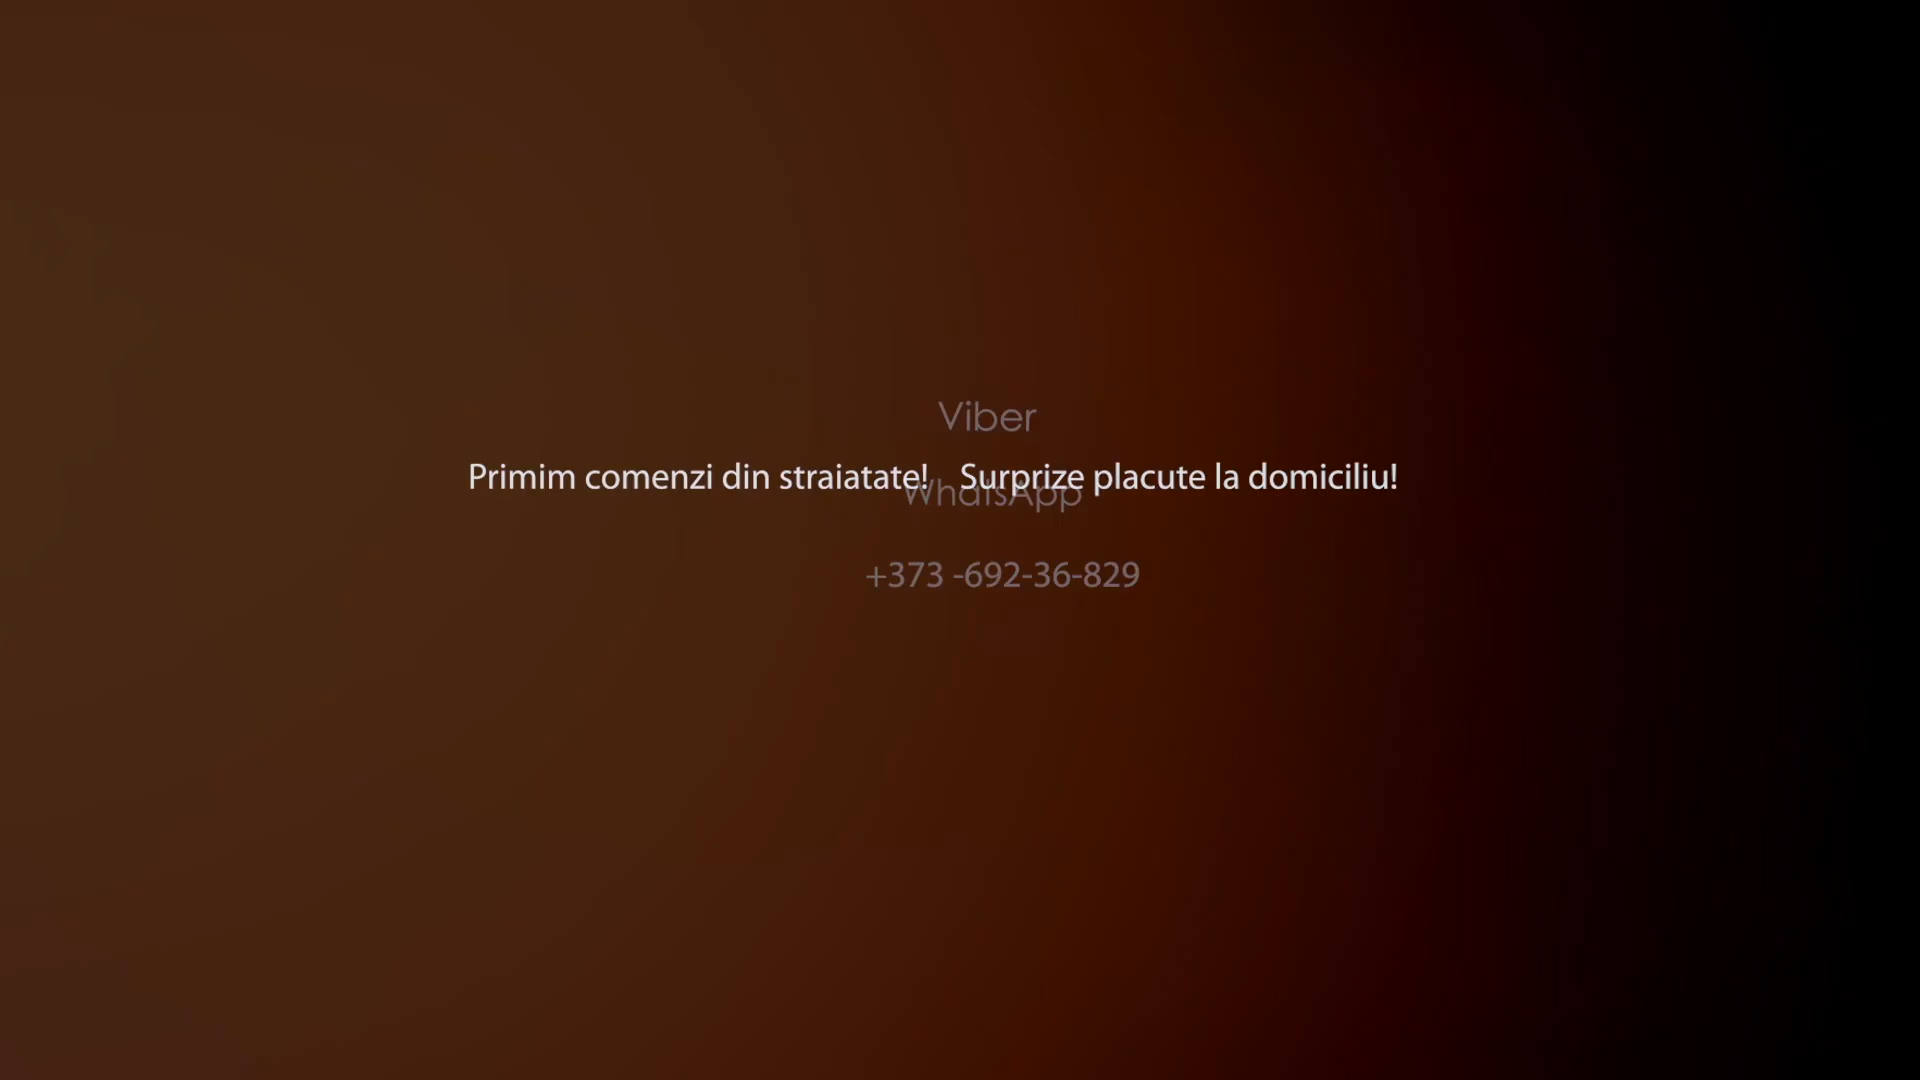 Viber
Primim comenzi din straiatate! Surprize placute la domiciliu!
WhatsApp
+373 -692-36-829